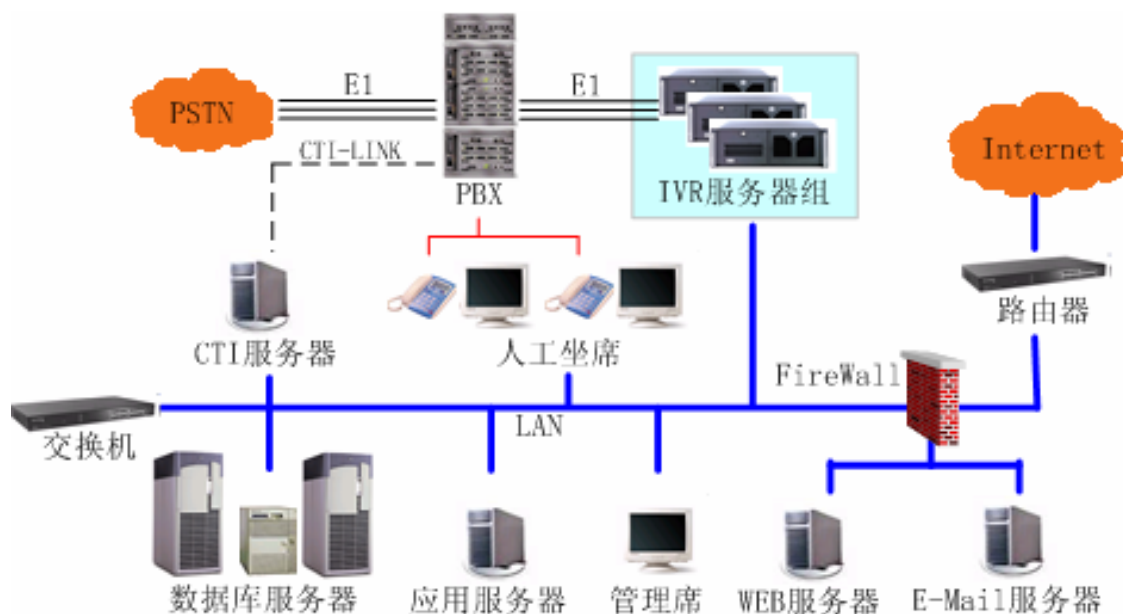 E1
E1
PSTN
CTI-LINK
PBX
IVR服务器组
Internet
路由器
CTI服务器
人工坐席
FireWall
LAN
交换机
数据库服务器
应用服务器
管理席
WEB服务器
E-Mail服务器